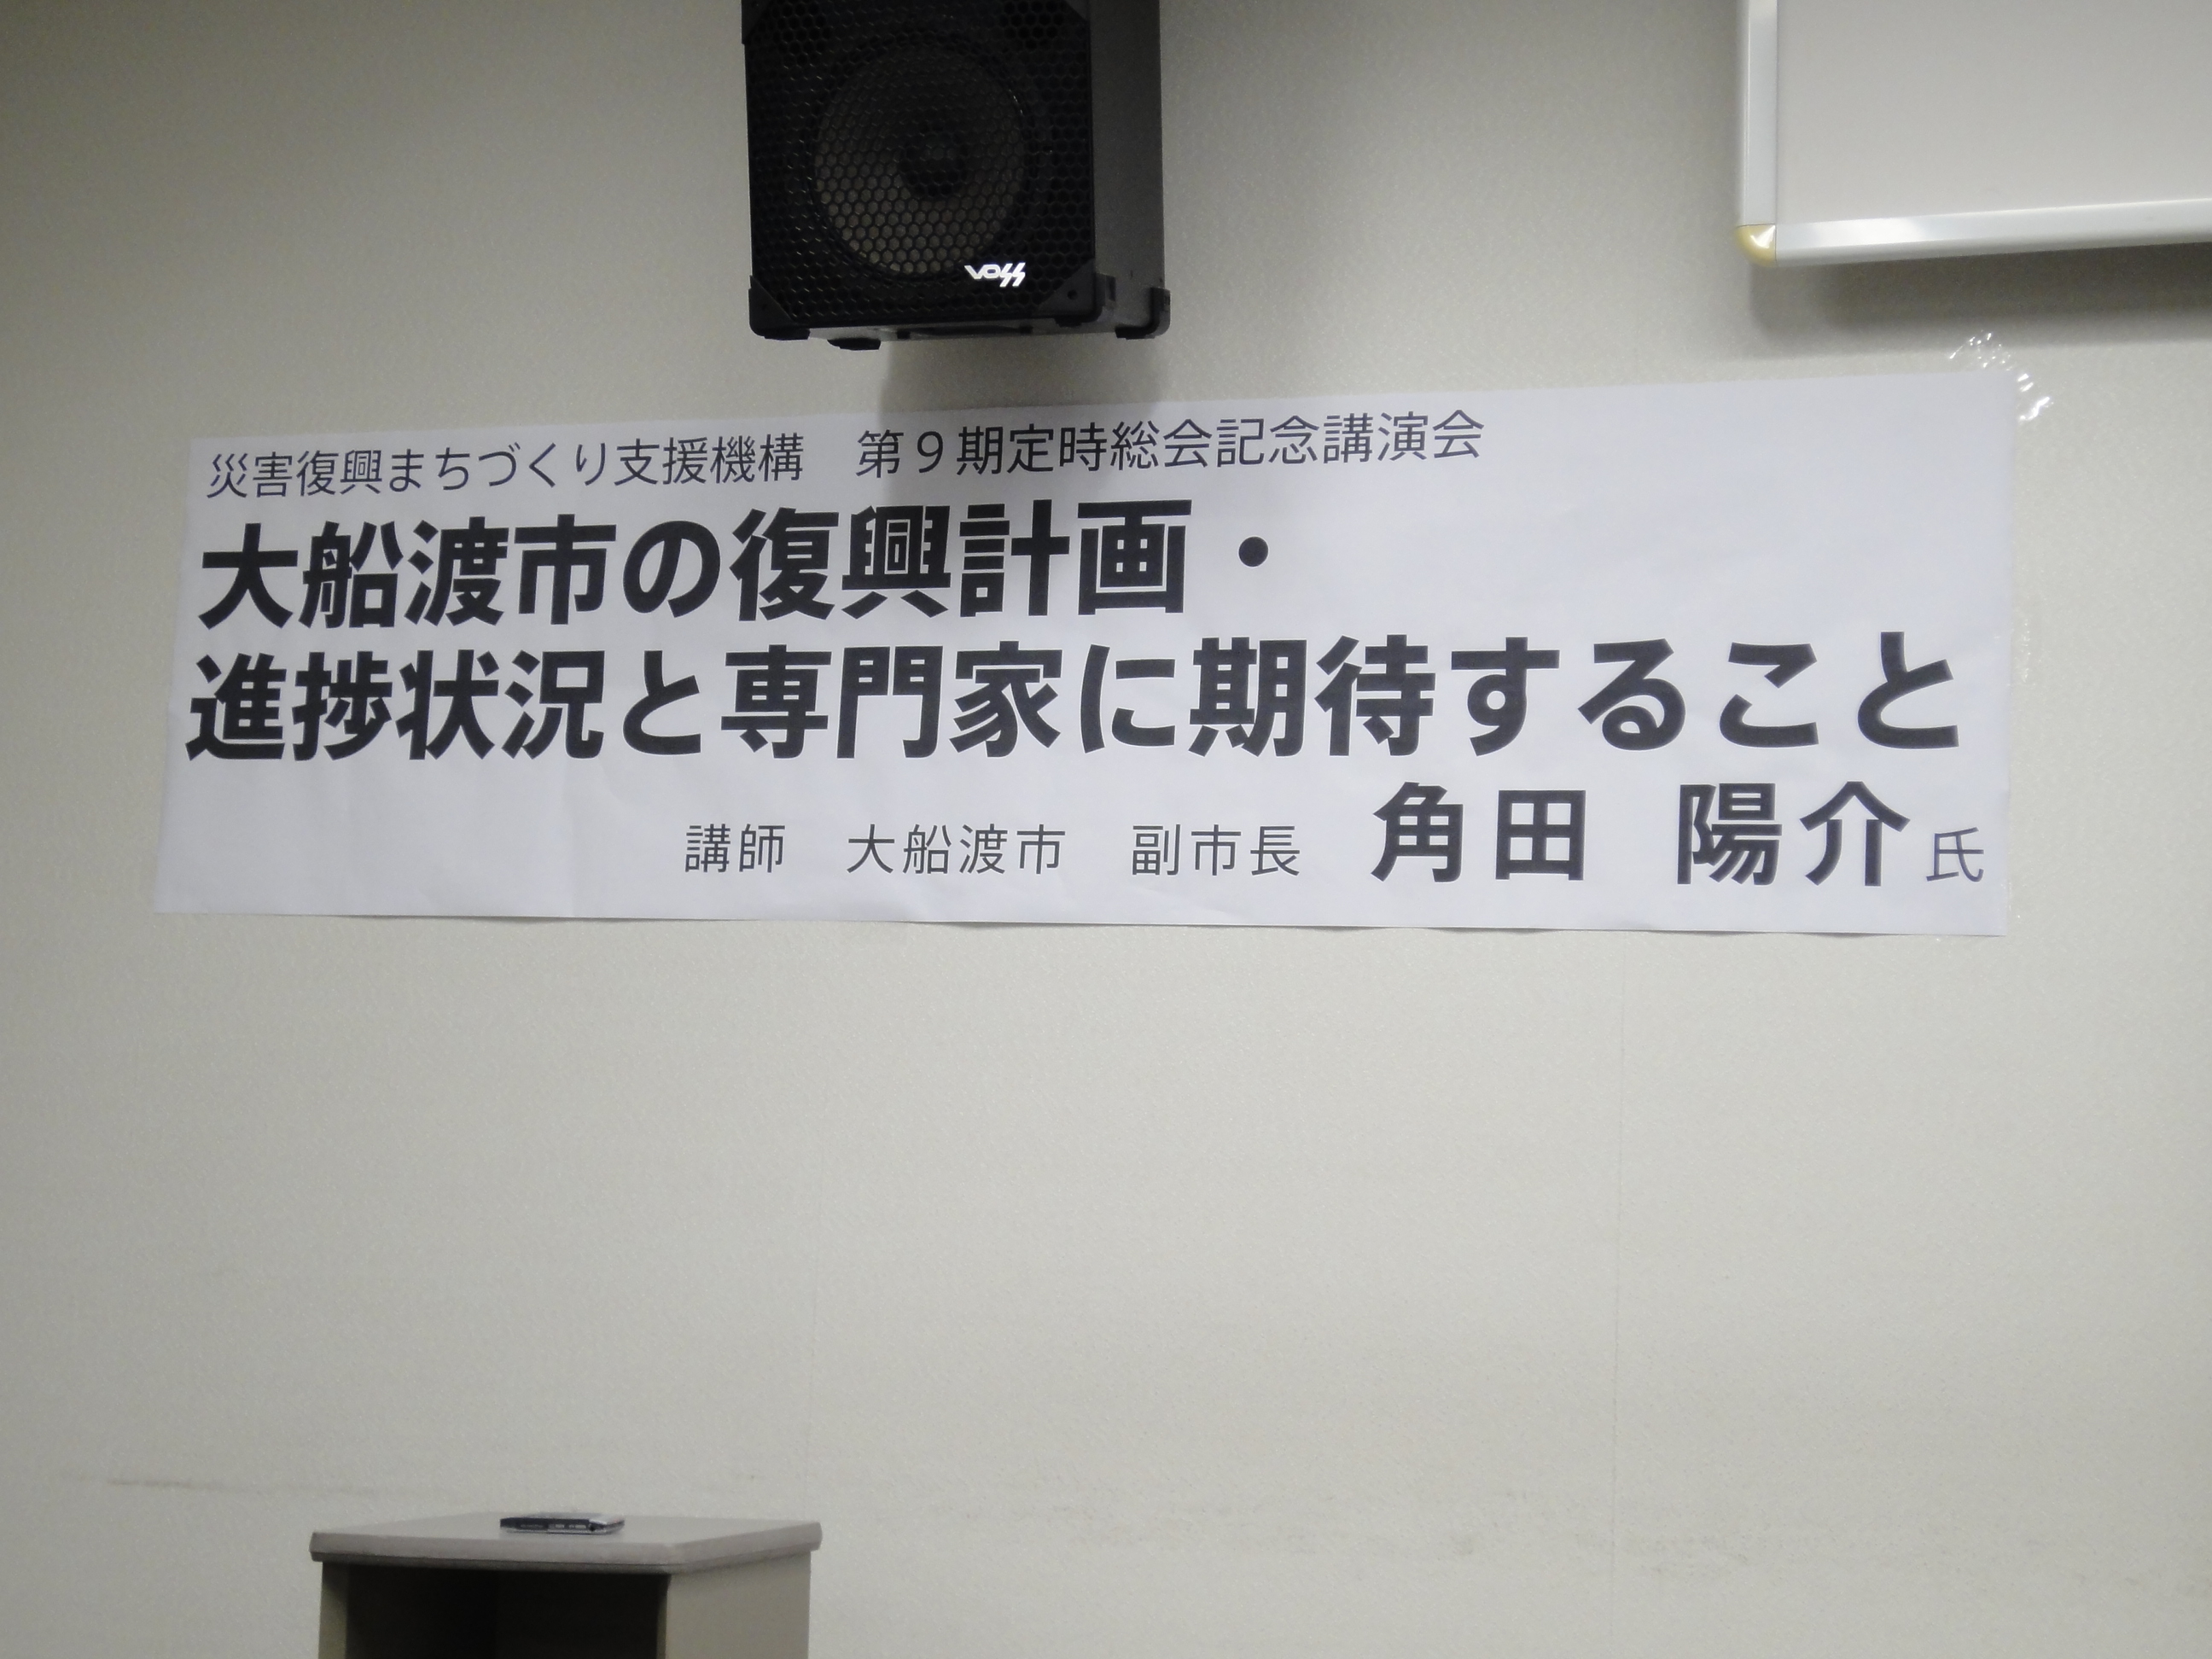 VOSS
災害復興まちづくり支援機構　第９期定時総会記念講演会
大船渡市の復興計画・
進捗状況と専門家に期待すること
講師　大船渡市　副市長　角田　陽介氏